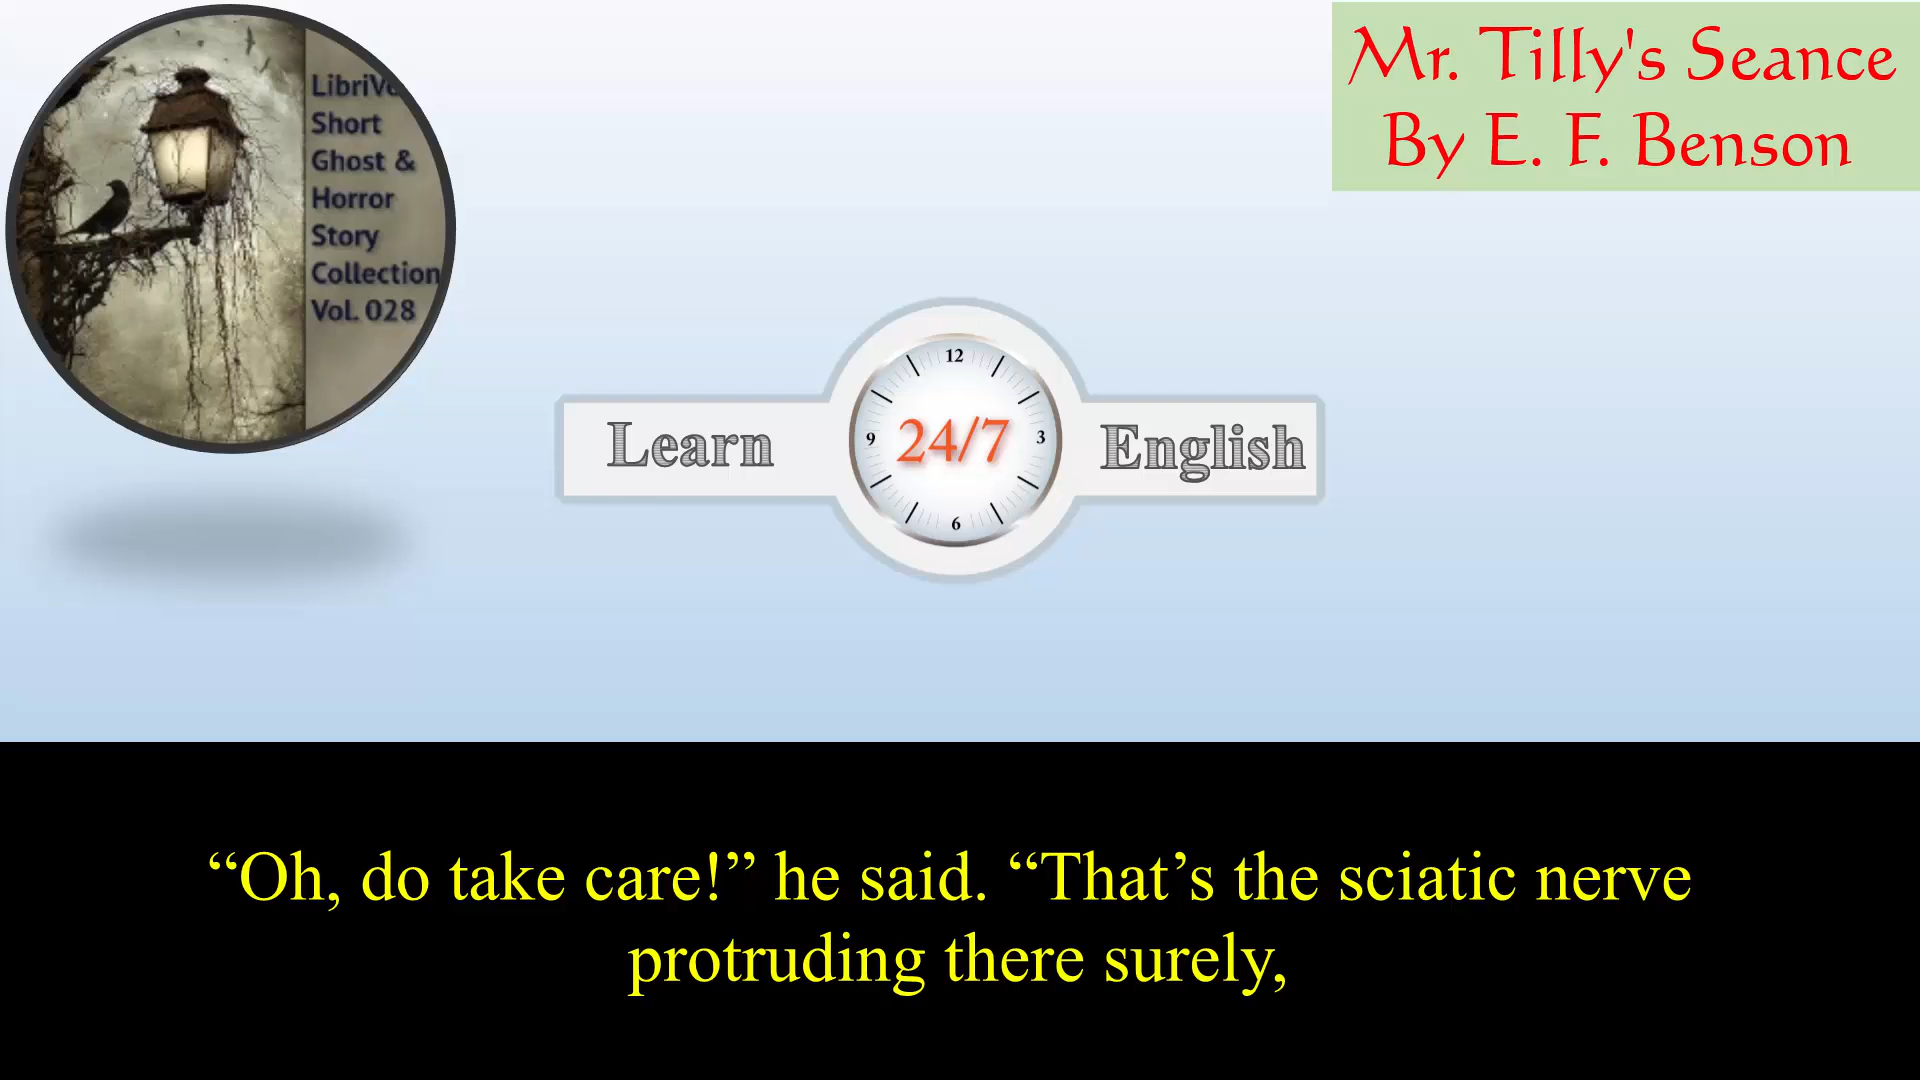 LibriVo
Short
Ghost &
Horror
Story
Collection
Vol. 028
Mr. Tilly's Seance
By E. F. Benson
12
9
3
6
Learn
24/7
English
“Oh, do take care!” he said. “That’s the sciatic nerve
protruding there surely,